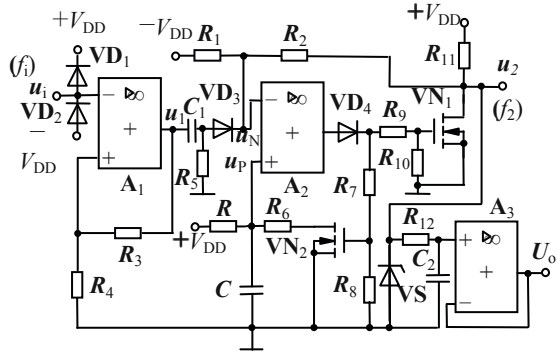 +V_DD
−V_DD
R_1
R_2
+V_DD
(f_i)
VD_1
R_11
u_2
u_i
VD_2
−
∞
+
u_1
C_1
VD_3
−
∞
+
VD_4
VN_1
(f_2)
−
V_DD
u_N
R_9
+
A_1
R_5
u_P
+
A_2
R_10
R_7
A_3
R
R_6
R_12
+V_DD
VN_2
+
∞
+
−
U_o
R_3
C_2
R_4
C
R_8
VS